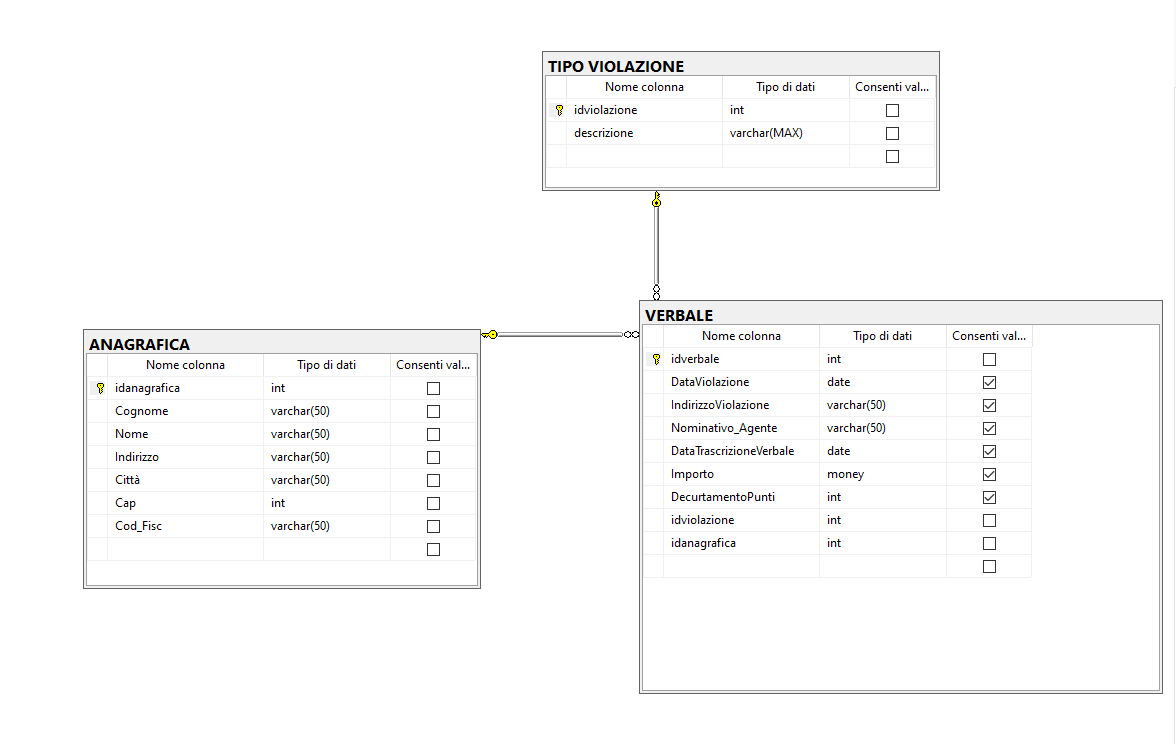 TIPO VIOLAZIONE
Nome colonna Tipo di dati Consenti val...
idviolazione int
descrizione varchar(MAX)
ANAGRAFICA
Nome colonna Tipo di dati Consenti val...
idanagrafica int
Cognome varchar(50)
Nome varchar(50)
Indirizzo varchar(50)
Città varchar(50)
Cap int
Cod_Fisc varchar(50)
VERBALE
Nome colonna Tipo di dati Consenti val...
idverbale int
DataViolazione date
IndirizzoViolazione varchar(50)
Nominativo_Agente varchar(50)
DataTrascrizioneVerbale date
Importo money
DecurtamentoPunti int
idviolazione int
idanagrafica int